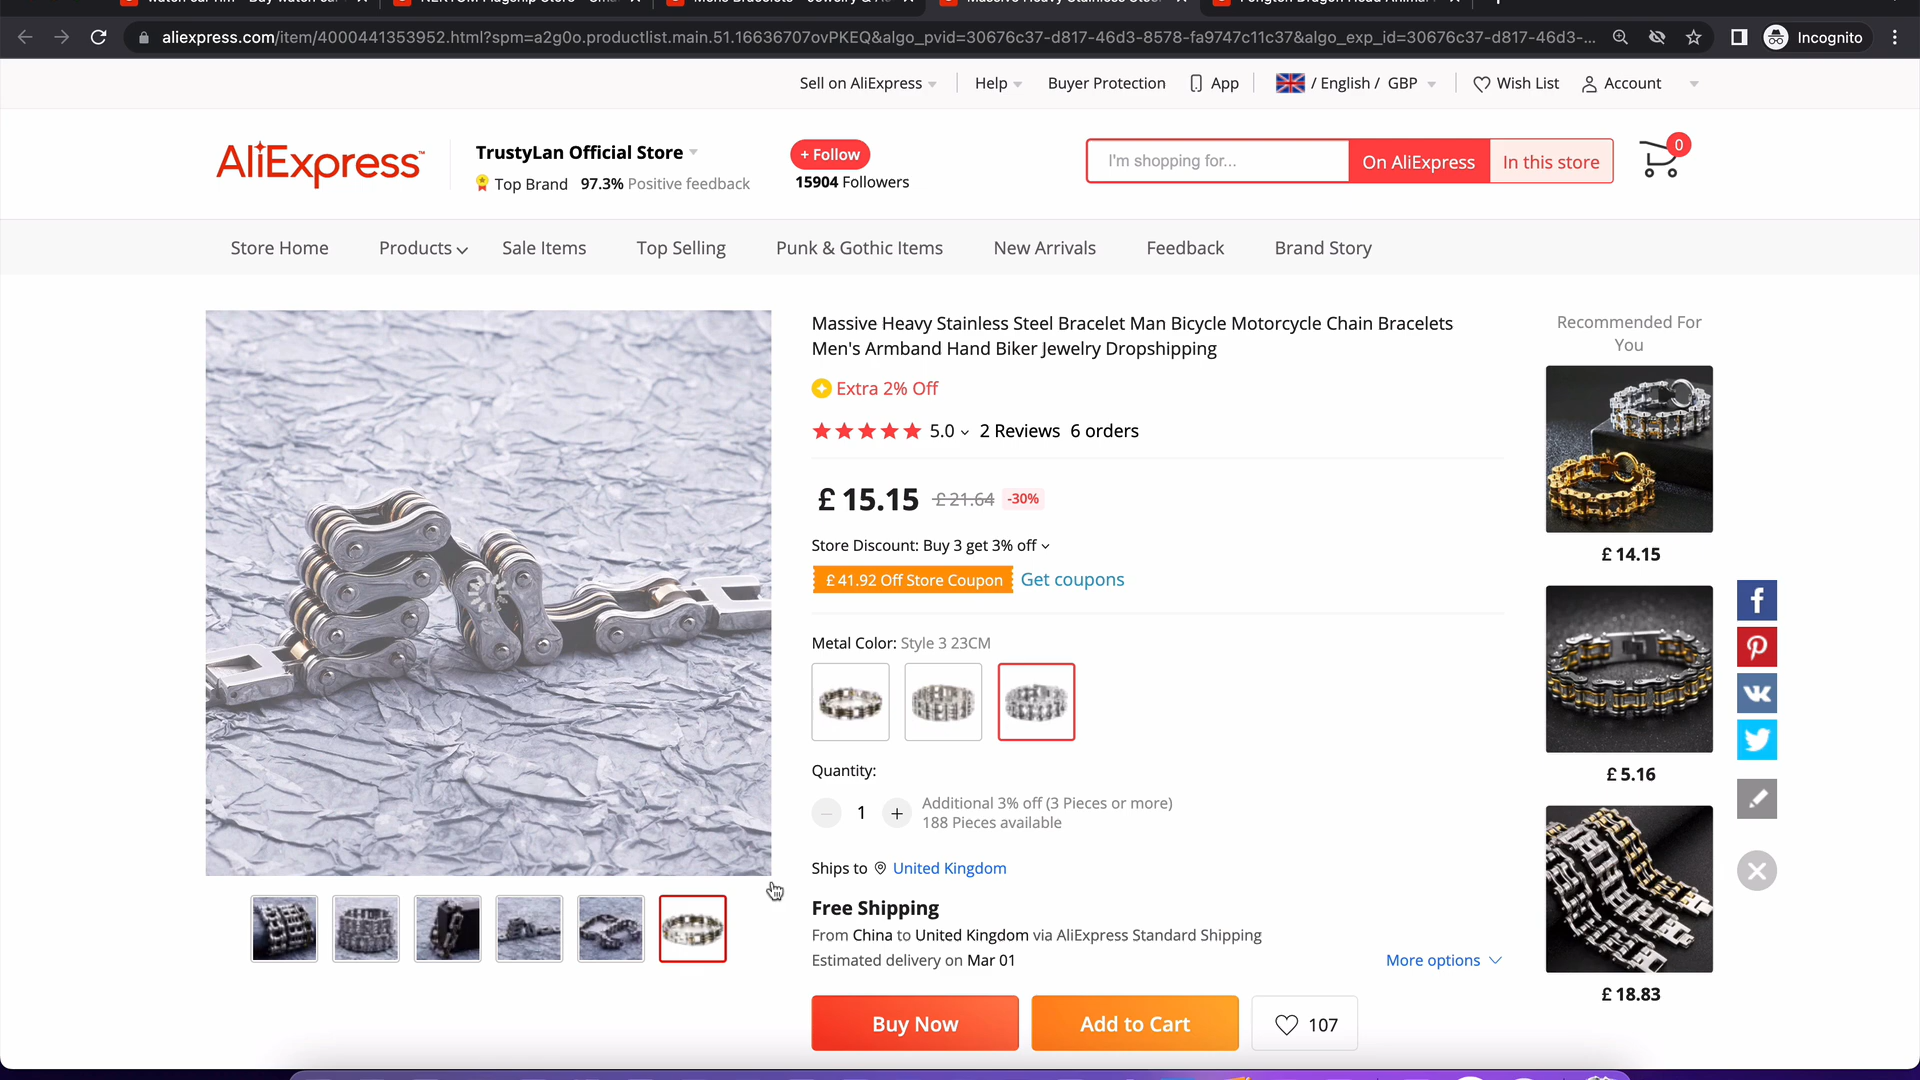 aliexpress.com/item/4000441353952.html?spm=a2g0o.productlist.main.51.16636707ovPKEQ&algo_pvid=30676c37-d817-46d3-8578-fa9747c11c37&algo_exp_id=30676c37-d817-46d3-...
Incognito
Sell on AliExpress
Help
Buyer Protection
App
/ English / GBP
Wish List
Account
AliExpress™
TrustyLan Official Store
Top Brand 97.3% Positive feedback
+ Follow
15904 Followers
I'm shopping for...
On AliExpress
In this store
0
Store Home
Products
Sale Items
Top Selling
Punk & Gothic Items
New Arrivals
Feedback
Brand Story
Massive Heavy Stainless Steel Bracelet Man Bicycle Motorcycle Chain Bracelets
Men's Armband Hand Biker Jewelry Dropshipping
Extra 2% Off
5.0 2 Reviews 6 orders
£ 15.15 £ 21.64 -30%
Store Discount: Buy 3 get 3% off
£ 41.92 Off Store Coupon Get coupons
Metal Color: Style 3 23CM
Quantity:
1
Additional 3% off (3 Pieces or more)
188 Pieces available
Ships to United Kingdom
Free Shipping
From China to United Kingdom via AliExpress Standard Shipping
Estimated delivery on Mar 01
More options
Buy Now
Add to Cart
107
Recommended For
You
£ 14.15
£ 5.16
£ 18.83